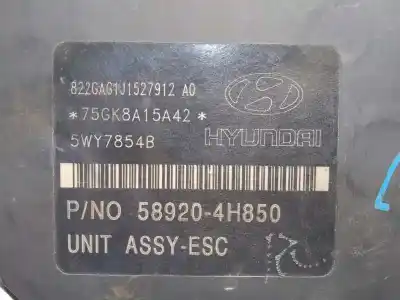 822GAG1J1527912 A0
*75GK8A15A42*
5WY7854B
HYUNDAI
P/NO 58920-4H850
UNIT ASSY-ESC